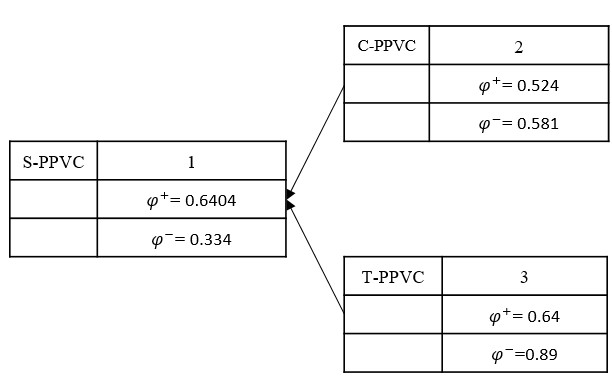 C-PPVC 2
φ⁺= 0.524
φ⁻= 0.581
S-PPVC 1
φ⁺= 0.6404
φ⁻= 0.334
T-PPVC 3
φ⁺= 0.64
φ⁻=0.89